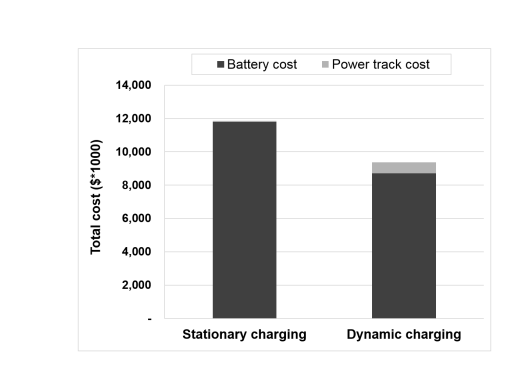 Battery cost Power track cost
14,000
12,000
10,000
8,000
6,000
4,000
2,000
-
Total cost ($*1000)
Stationary charging Dynamic charging